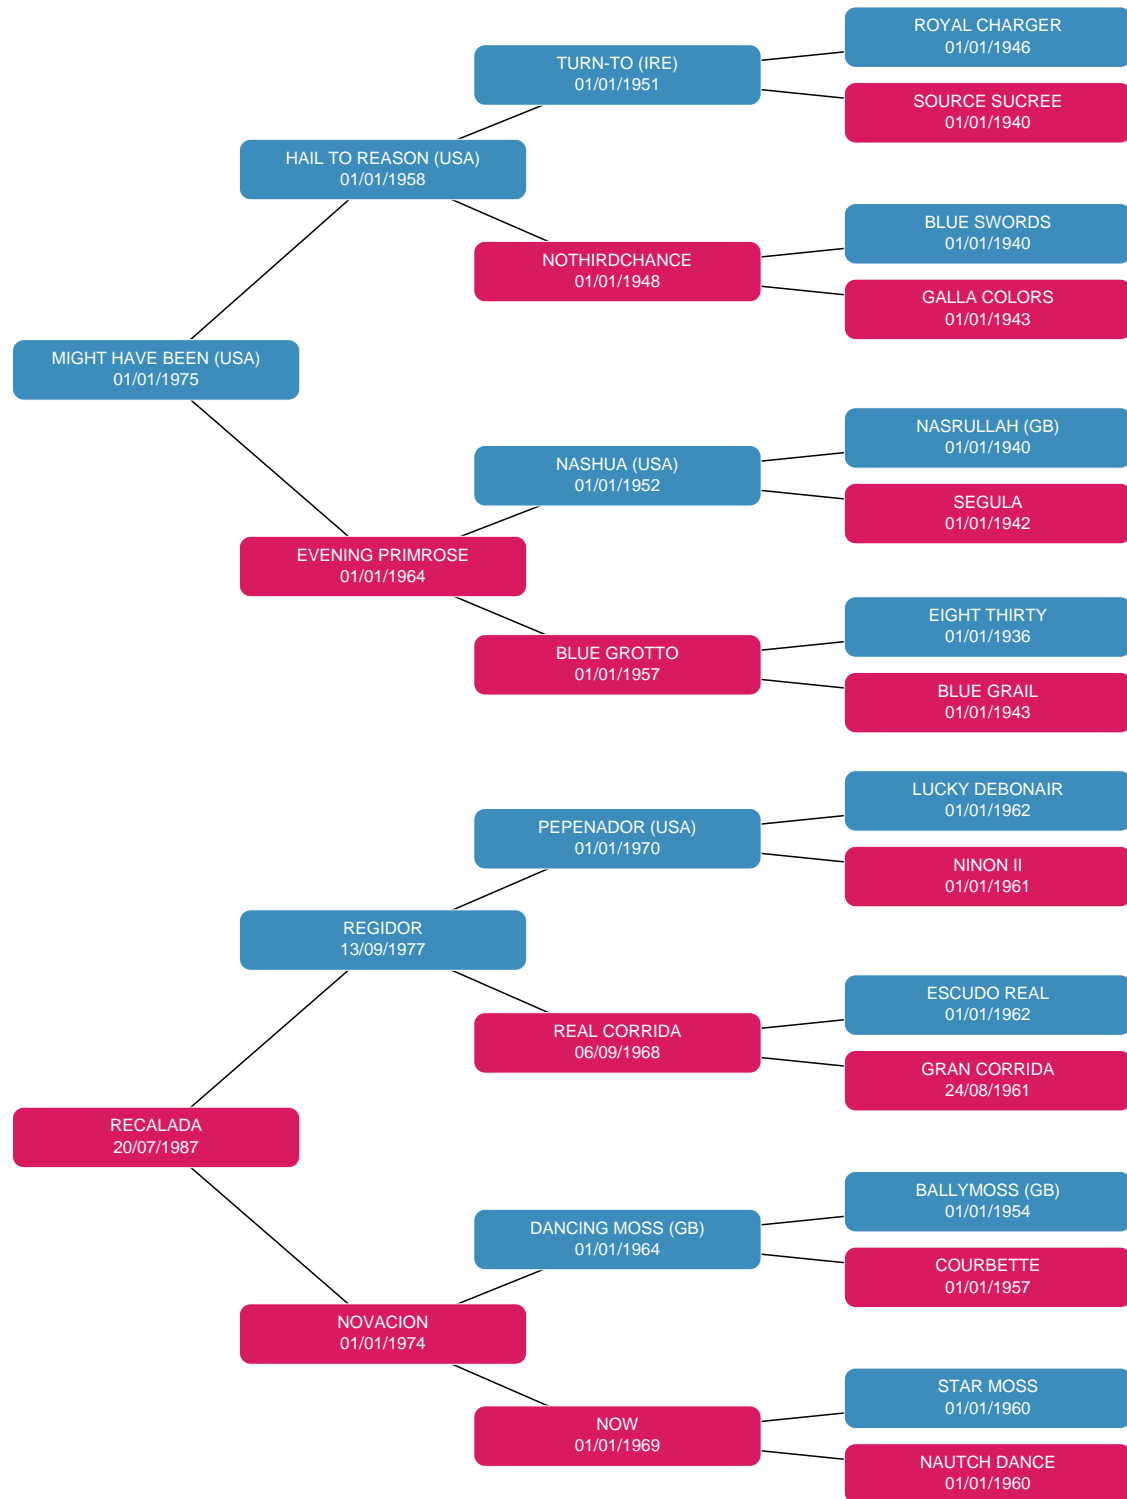 ROYAL CHARGER
01/01/1946
TURN-TO (IRE)
01/01/1951
SOURCE SUCREE
01/01/1940
HAIL TO REASON (USA)
01/01/1958
BLUE SWORDS
01/01/1940
NOTHIRDCHANCE
01/01/1948
GALLA COLORS
01/01/1943
MIGHT HAVE BEEN (USA)
01/01/1975
NASRULLAH (GB)
01/01/1940
NASHUA (USA)
01/01/1952
SEGULA
01/01/1942
EVENING PRIMROSE
01/01/1964
EIGHT THIRTY
01/01/1936
BLUE GROTTO
01/01/1957
BLUE GRAIL
01/01/1943
LUCKY DEBONAIR
01/01/1962
PEPENADOR (USA)
01/01/1970
NINON II
01/01/1961
REGIDOR
13/09/1977
ESCUDO REAL
01/01/1962
REAL CORRIDA
06/09/1968
GRAN CORRIDA
24/08/1961
RECALADA
20/07/1987
BALLYMOSS (GB)
01/01/1954
DANCING MOSS (GB)
01/01/1964
COURBETTE
01/01/1957
NOVACION
01/01/1974
STAR MOSS
01/01/1960
NOW
01/01/1969
NAUTCH DANCE
01/01/1960